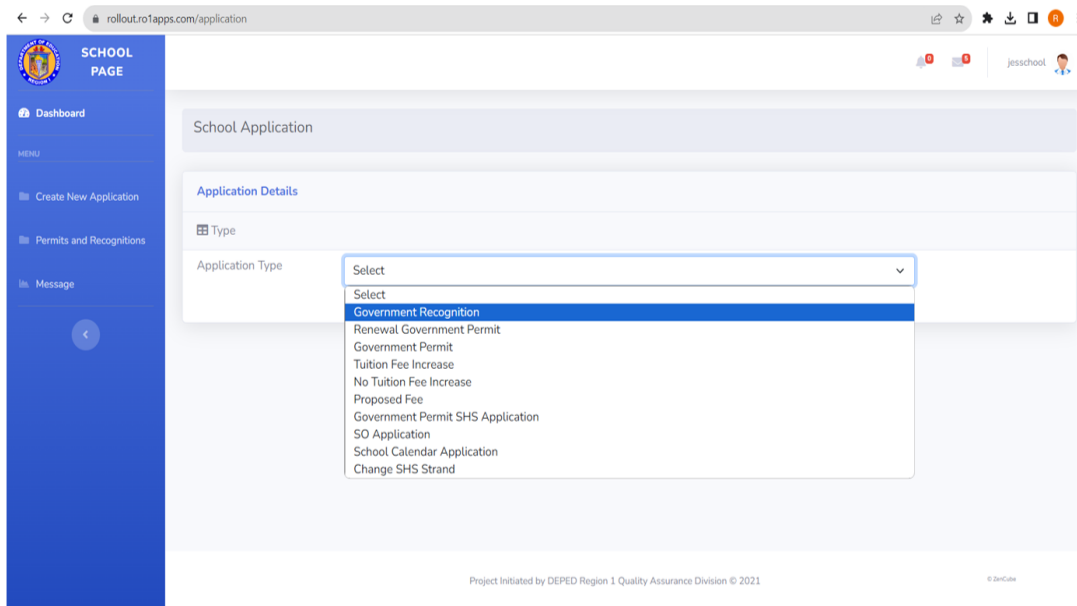 rollout.ro1apps.com/application
R
SCHOOL
PAGE
0
5
jesschool
Dashboard
School Application
MENU
Application Details
Create New Application
Type
Permits and Recognitions
Application Type
Select
Message
Select
Government Recognition
Renewal Government Permit
Government Permit
Tuition Fee Increase
No Tuition Fee Increase
Proposed Fee
Government Permit SHS Application
SO Application
School Calendar Application
Change SHS Strand
Project Initiated by DEPED Region 1 Quality Assurance Division © 2021
© ZenCube